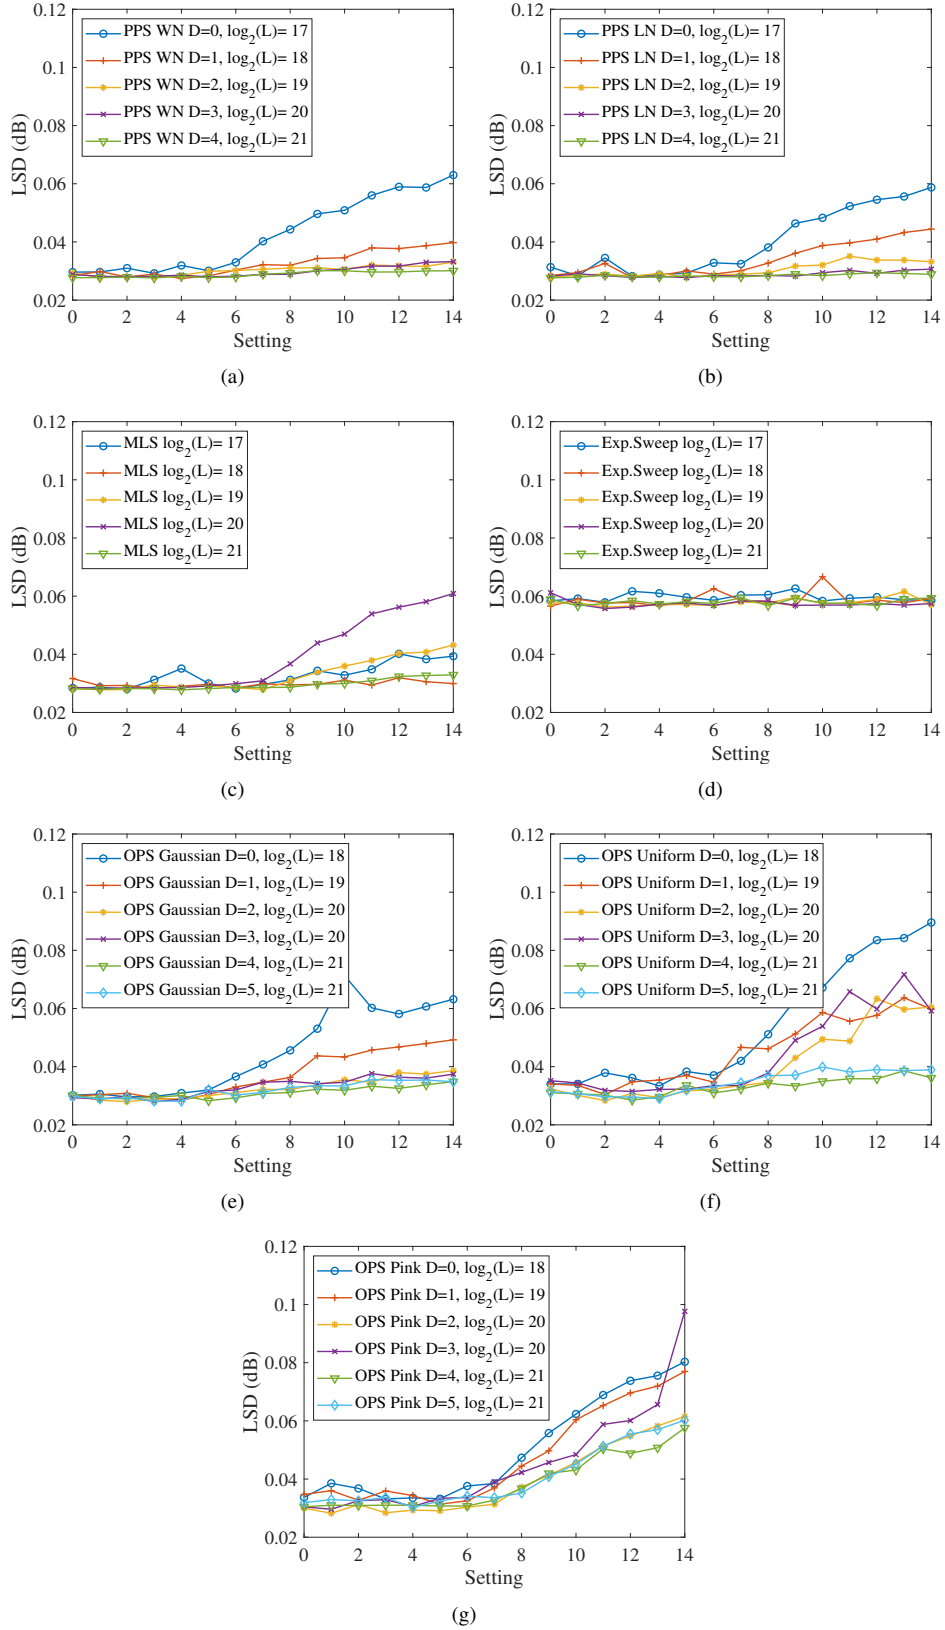 0.12
0.1
0.08
0.06
0.04
0.02
LSD (dB)
PPS WN D=0, log2(L)= 17
PPS WN D=1, log2(L)= 18
PPS WN D=2, log2(L)= 19
PPS WN D=3, log2(L)= 20
PPS WN D=4, log2(L)= 21
0 2 4 6 8 10 12 14
Setting
(a)
0.12
0.1
0.08
0.06
0.04
0.02
LSD (dB)
PPS LN D=0, log2(L)= 17
PPS LN D=1, log2(L)= 18
PPS LN D=2, log2(L)= 19
PPS LN D=3, log2(L)= 20
PPS LN D=4, log2(L)= 21
0 2 4 6 8 10 12 14
Setting
(b)
0.12
0.1
0.08
0.06
0.04
0.02
LSD (dB)
MLS log2(L)= 17
MLS log2(L)= 18
MLS log2(L)= 19
MLS log2(L)= 20
MLS log2(L)= 21
0 2 4 6 8 10 12 14
Setting
(c)
0.12
0.1
0.08
0.06
0.04
0.02
LSD (dB)
Exp.Sweep log2(L)= 17
Exp.Sweep log2(L)= 18
Exp.Sweep log2(L)= 19
Exp.Sweep log2(L)= 20
Exp.Sweep log2(L)= 21
0 2 4 6 8 10 12 14
Setting
(d)
0.12
0.1
0.08
0.06
0.04
0.02
LSD (dB)
OPS Gaussian D=0, log2(L)= 18
OPS Gaussian D=1, log2(L)= 19
OPS Gaussian D=2, log2(L)= 20
OPS Gaussian D=3, log2(L)= 20
OPS Gaussian D=4, log2(L)= 21
OPS Gaussian D=5, log2(L)= 21
0 2 4 6 8 10 12 14
Setting
(e)
0.12
0.1
0.08
0.06
0.04
0.02
LSD (dB)
OPS Uniform D=0, log2(L)= 18
OPS Uniform D=1, log2(L)= 19
OPS Uniform D=2, log2(L)= 20
OPS Uniform D=3, log2(L)= 20
OPS Uniform D=4, log2(L)= 21
OPS Uniform D=5, log2(L)= 21
0 2 4 6 8 10 12 14
Setting
(f)
0.12
0.1
0.08
0.06
0.04
0.02
LSD (dB)
OPS Pink D=0, log2(L)= 18
OPS Pink D=1, log2(L)= 19
OPS Pink D=2, log2(L)= 20
OPS Pink D=3, log2(L)= 20
OPS Pink D=4, log2(L)= 21
OPS Pink D=5, log2(L)= 21
0 2 4 6 8 10 12 14
Setting
(g)